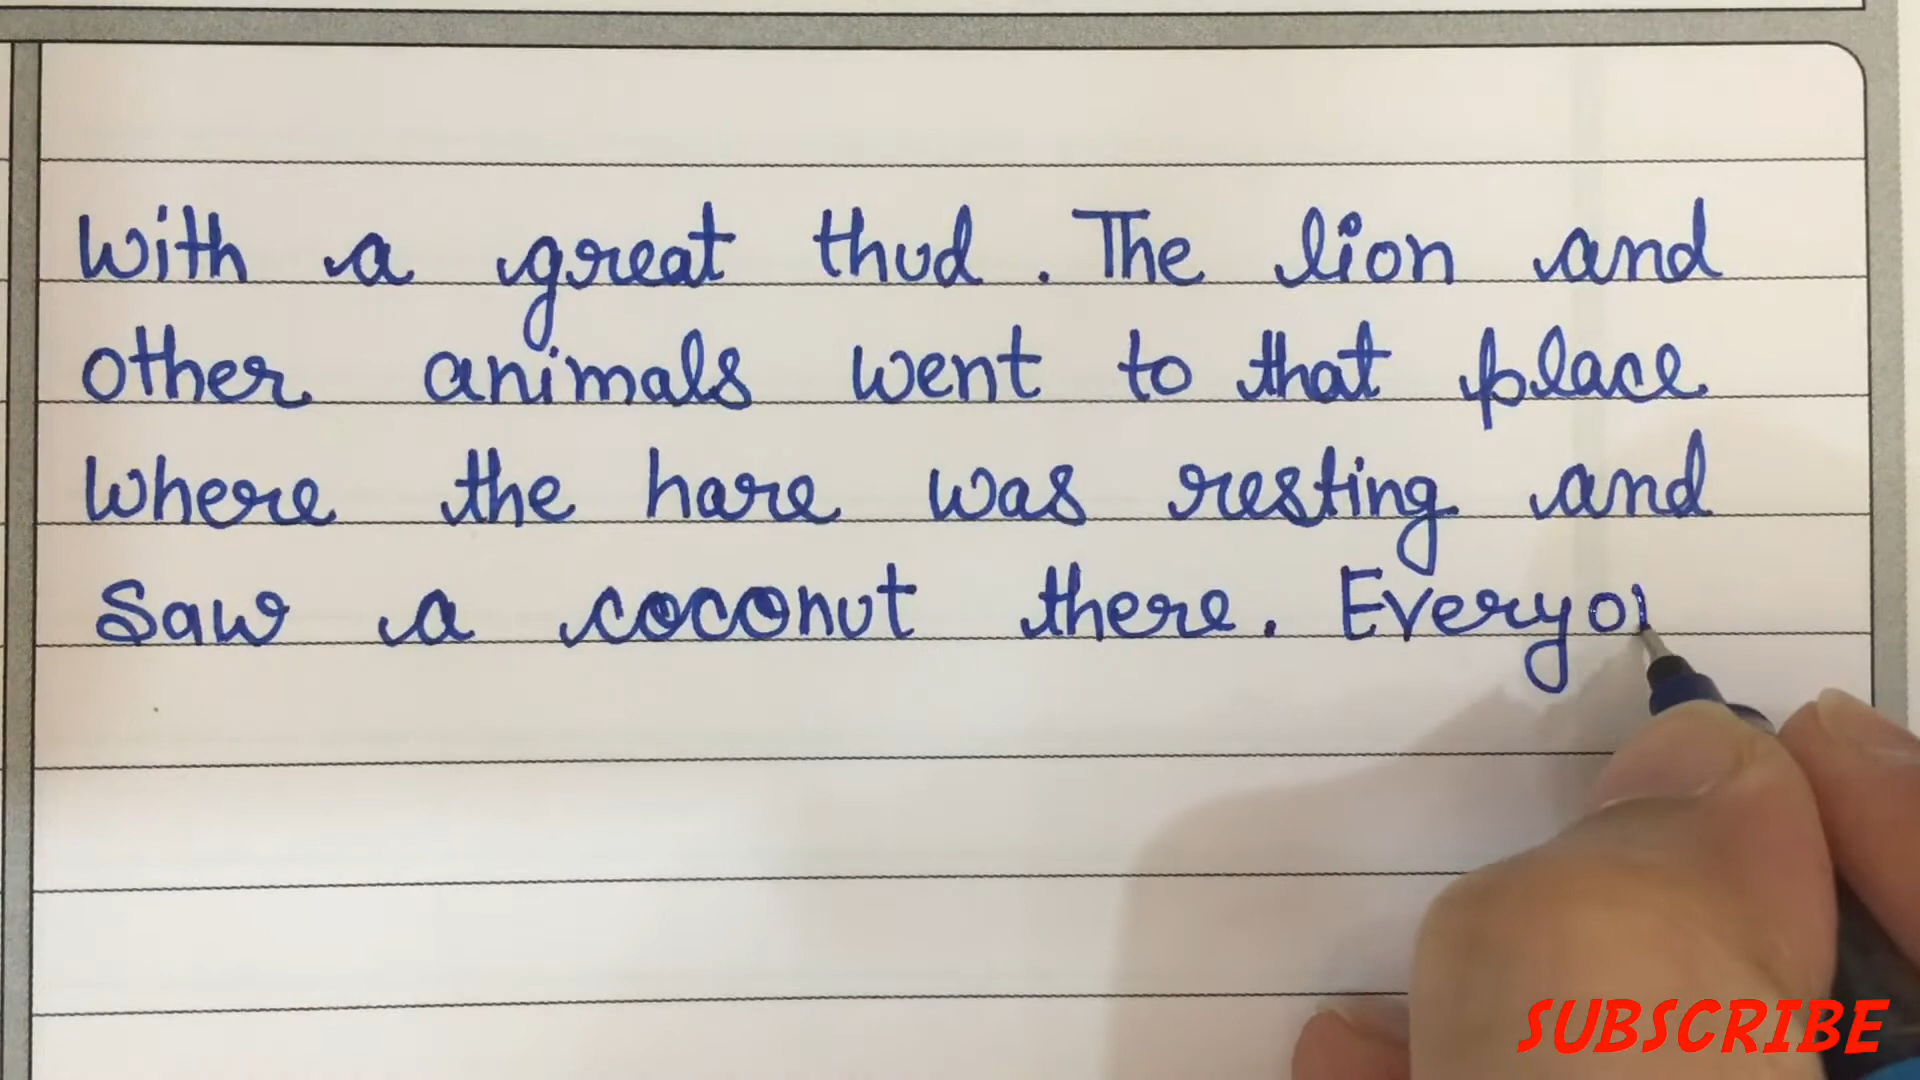 With a great thud. The lion and
other animals went to that place
where the hare was resting and
Saw a coconut there. Everyo
SUBSCRIBE